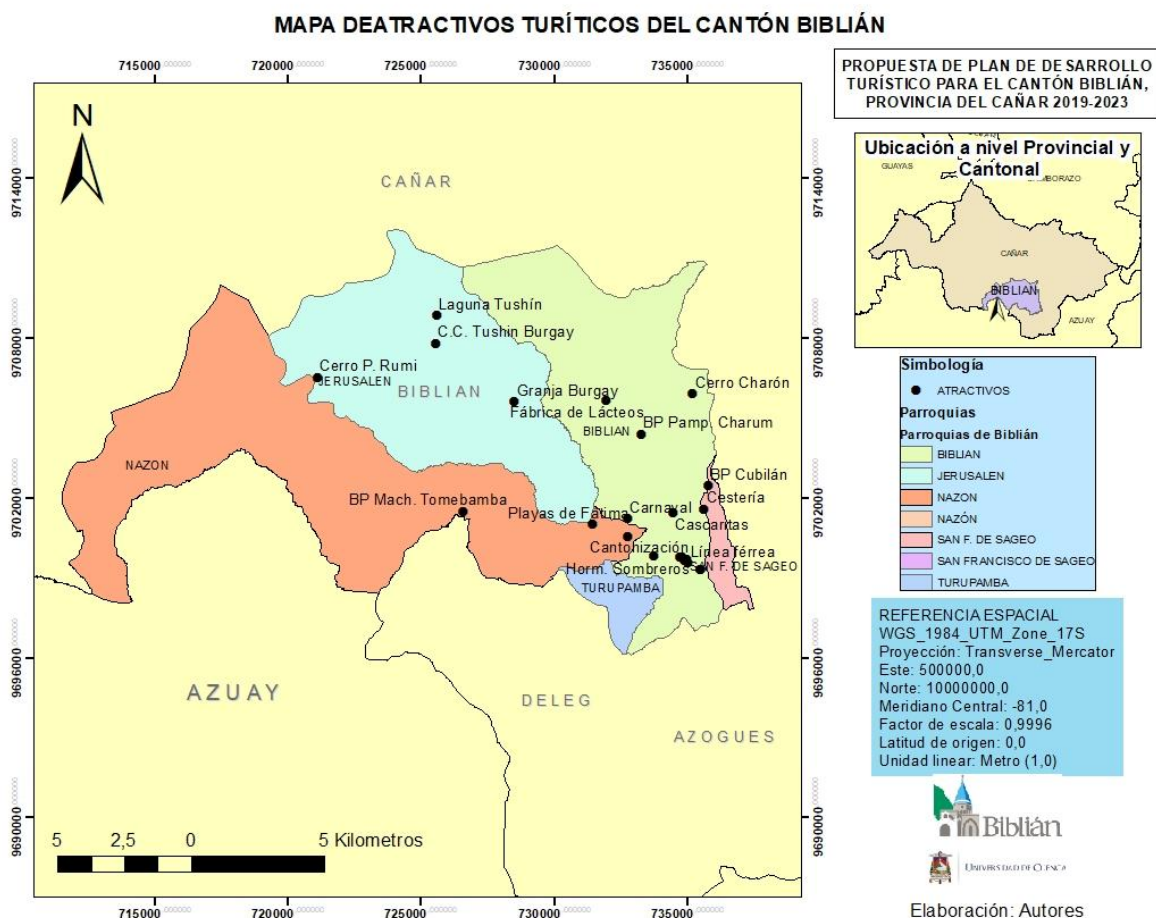 MAPA DEATRACTIVOS TURÍTICOS DEL CANTÓN BIBLIÁN
PROPUESTA DE PLAN DE DESARROLLO
TURÍSTICO PARA EL CANTÓN BIBLIÁN,
PROVINCIA DEL CAÑAR 2019-2023
715000 720000 725000 730000 735000
N
CAÑAR
9714000 9714000
Laguna Tushín
C.C. Tushin Burgay
9708000 9708000
Cerro P. Rumi
JERUSALEN
BIBLIAN
Granja Burgay
Cerro Charón
Fábrica de Lácteos
BIBLIAN
BP Pamp. Charum
NAZON
BP Cubilán
BP Mach. Tomebamba
Cestería
9702000 9702000
Playas de Fátima
Carnaval
Cascaritas
Cantonización
Línea férrea
Horm. Sombreros
SAN F. DE SAGEO
TURUPAMBA
9696000 9696000
AZUAY
DELEG
AZOGUES
9690000 9690000
5 2,5 0 5 Kilometros
715000 720000 725000 730000 735000
Ubicación a nivel Provincial y
Cantonal
GUAYAS
CAÑAR
BIBLIAN
AZUAY
Simbología
ATRACTIVOS
Parroquias
Parroquias de Biblián
BIBLIAN
JERUSALEN
NAZON
NAZÓN
SAN F. DE SAGEO
SAN FRANCISCO DE SAGEO
TURUPAMBA
REFERENCIA ESPACIAL
WGS_1984_UTM_Zone_17S
Proyección: Transverse_Mercator
Este: 500000,0
Norte: 10000000,0
Meridiano Central: -81,0
Factor de escala: 0,9996
Latitud de origen: 0,0
Unidad linear: Metro (1,0)
Biblián
UNIVERSIDAD DE CUENCA
Elaboración: Autores